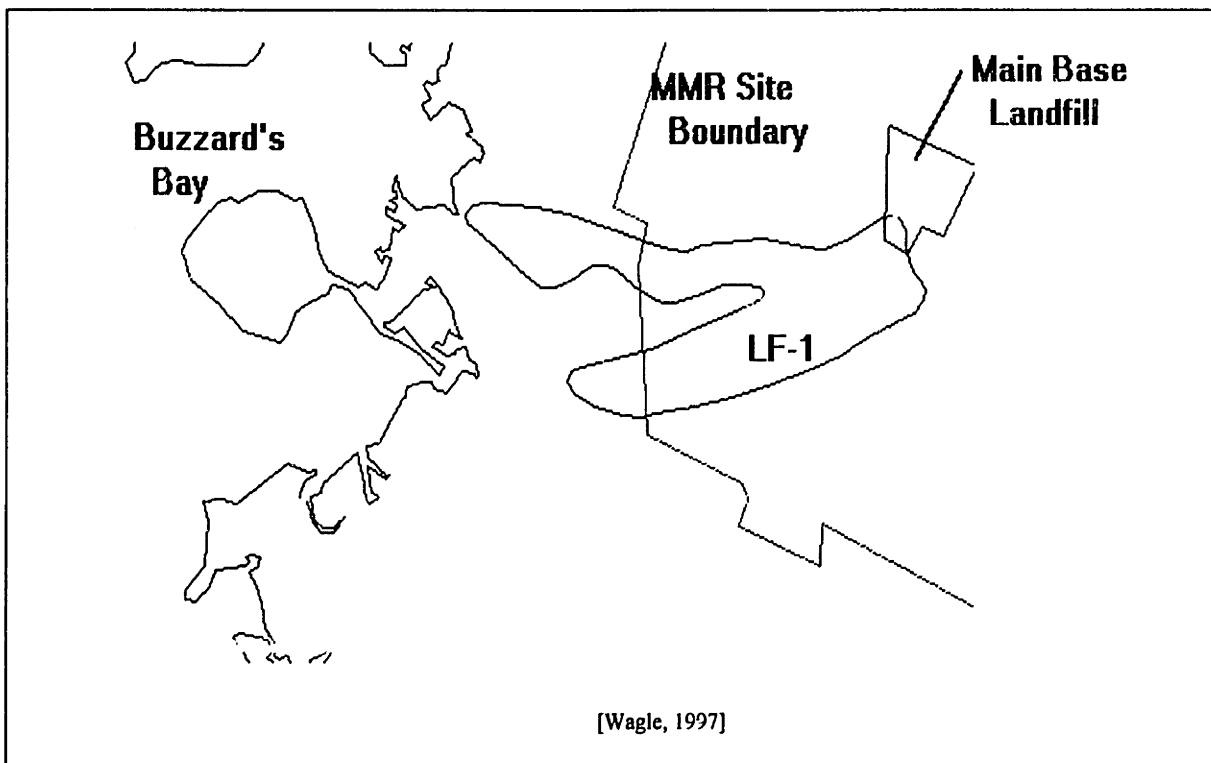 Buzzard's
Bay
MMR Site
Boundary
Main Base
Landfill
LF-1
[Wagle, 1997]